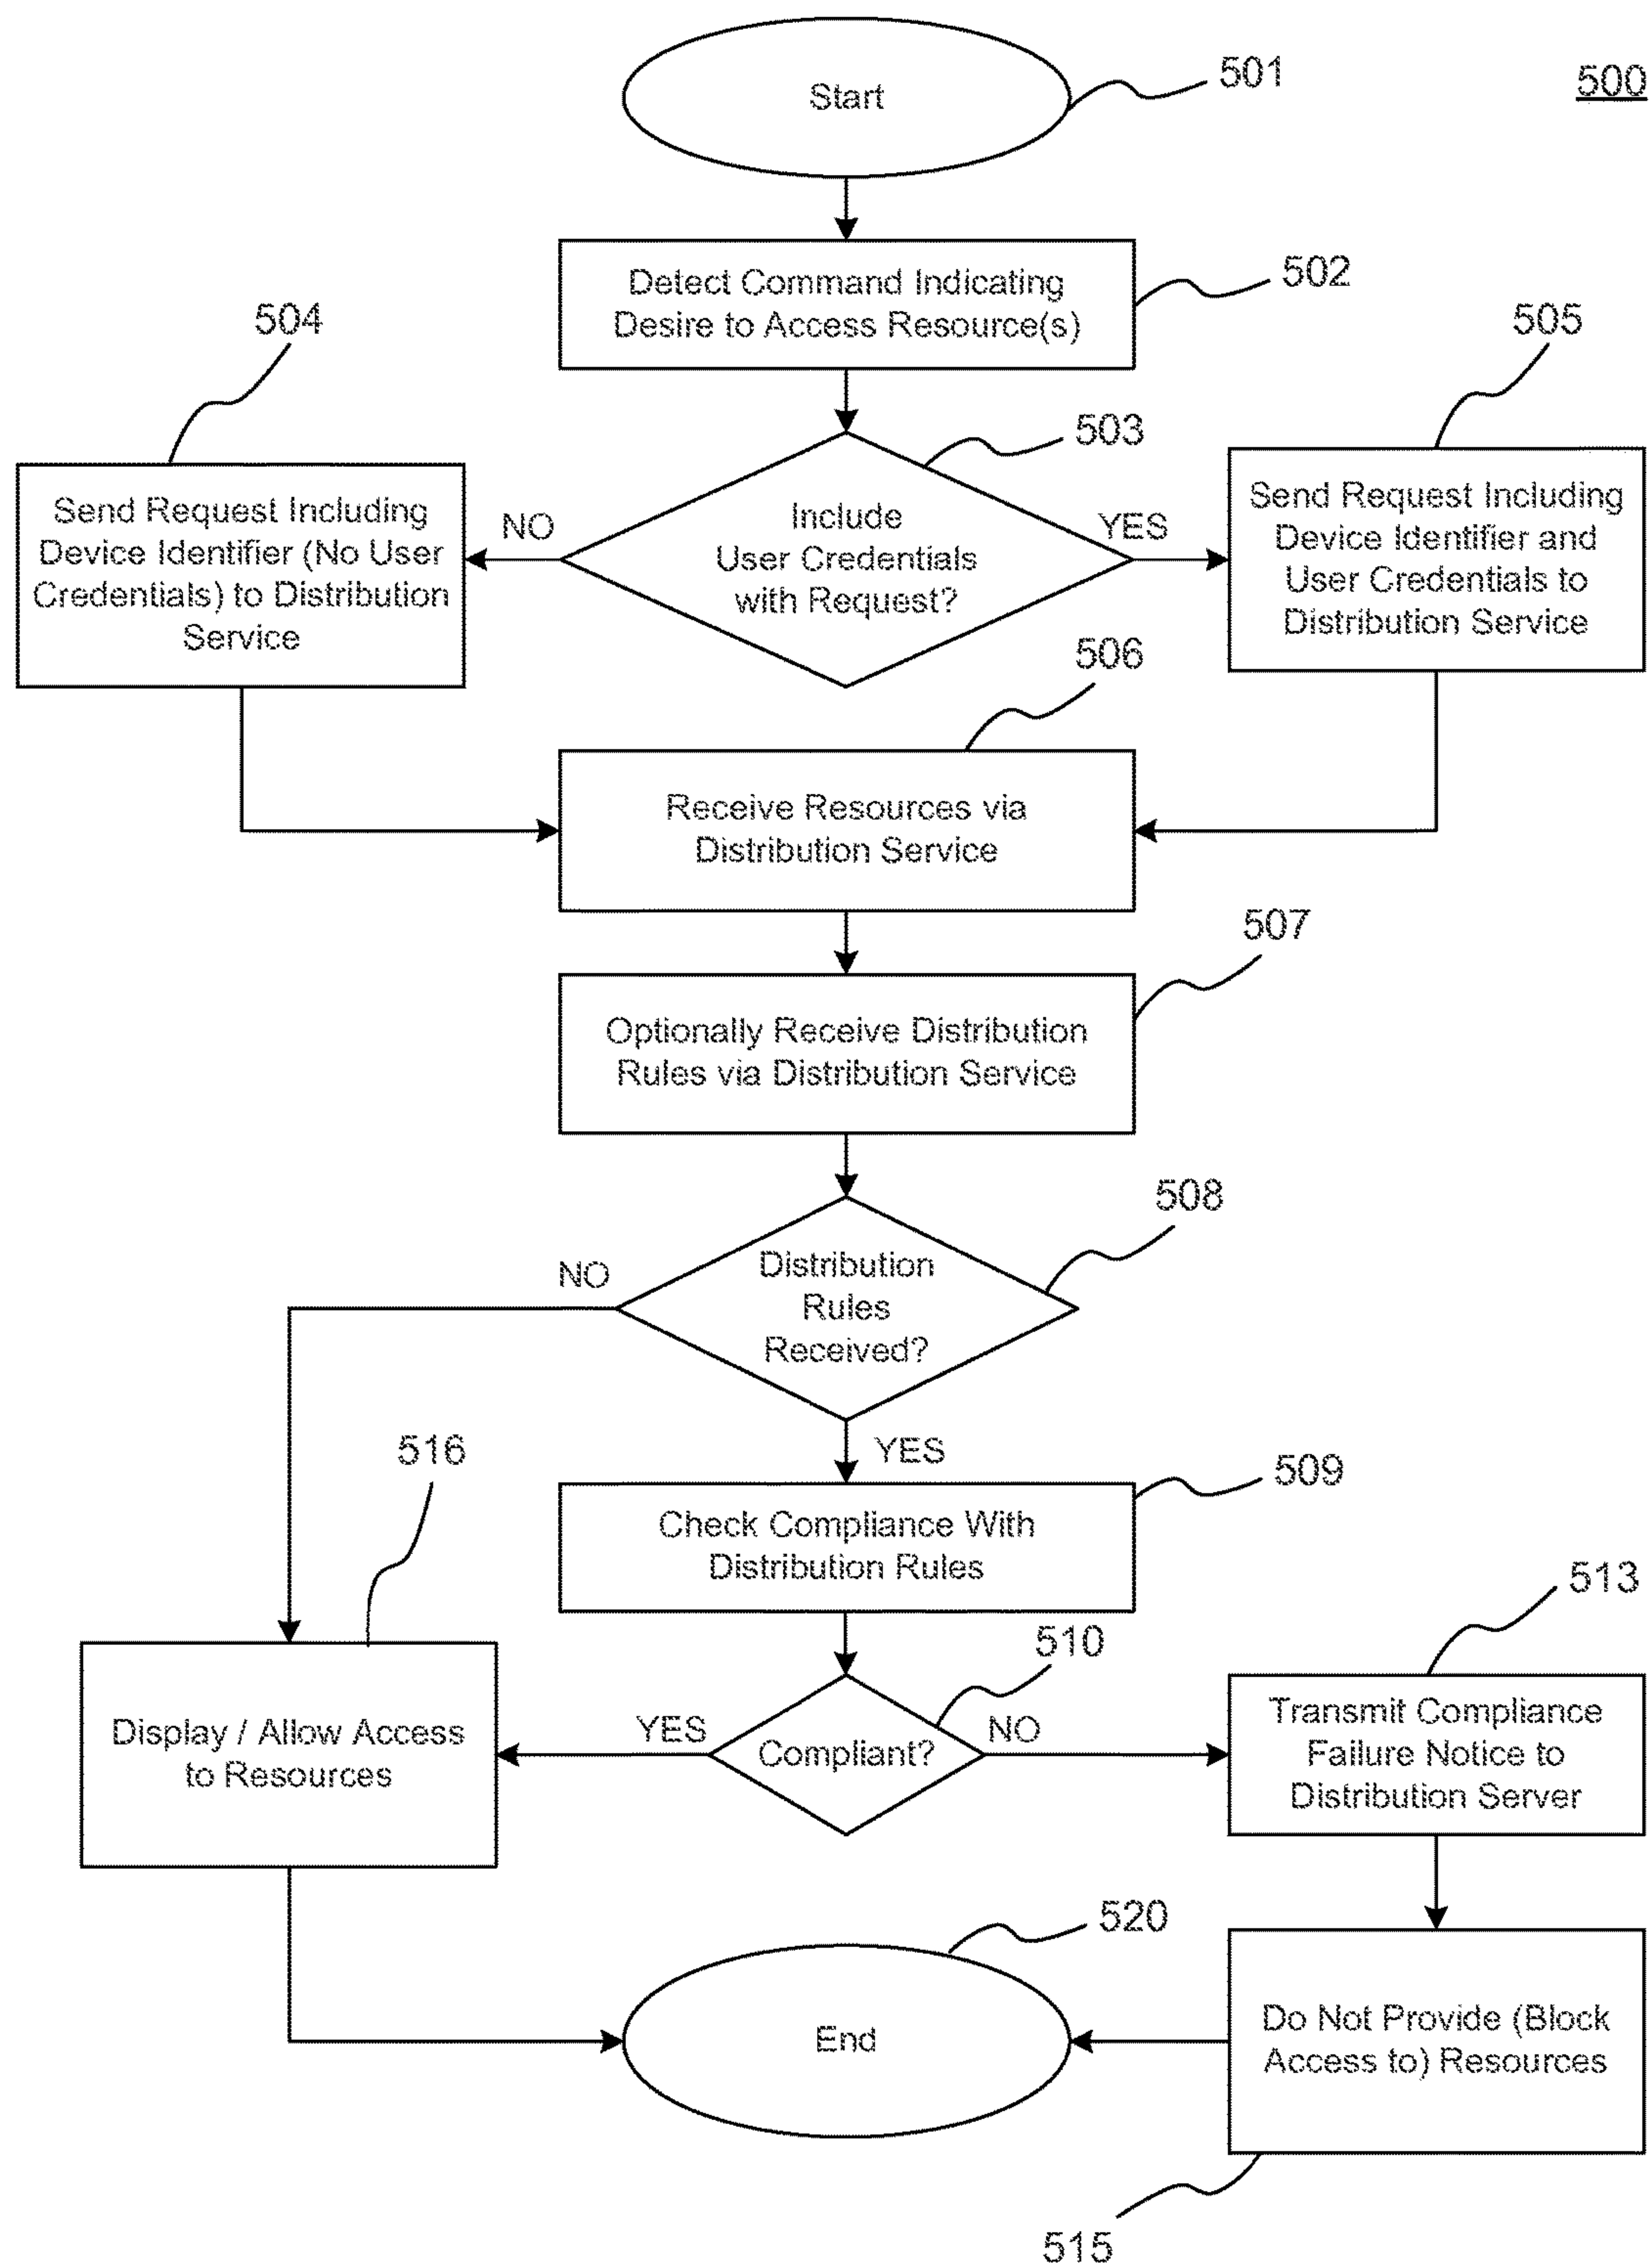 Start
501
500
Detect Command Indicating
Desire to Access Resource(s)
502
504
505
503
Send Request Including
Device Identifier (No User
Credentials) to Distribution
Service
NO
Include
User Credentials
with Request?
YES
Send Request Including
Device Identifier and
User Credentials to
Distribution Service
506
Receive Resources via
Distribution Service
507
Optionally Receive Distribution
Rules via Distribution Service
508
NO
Distribution
Rules
Received?
YES
516
509
Check Compliance With
Distribution Rules
513
510
Display / Allow Access
to Resources
YES
Compliant?
NO
Transmit Compliance
Failure Notice to
Distribution Server
520
End
Do Not Provide (Block
Access to) Resources
515